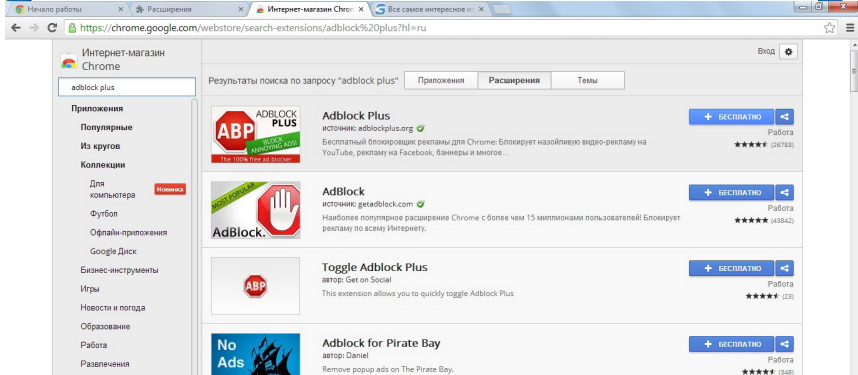 Начало работы
Расширения
Интернет-магазин Chron
Все самое интересное из
https://chrome.google.com/webstore/search-extensions/adblock%20plus?hl=ru
Интернет-магазин
Chrome
Вход
adblock plus
Результаты поиска по запросу "adblock plus"
Приложения
Расширения
Темы
Приложения
Популярные
Из кругов
Коллекции
Для
компьютера
Новинка
Футбол
Офлайн-приложения
Google Диск
Бизнес-инструменты
Игры
Новости и погода
Образование
Работа
Развлечения
ABP
ADBLOCK
PLUS
BLOCK
ANNOYING ADS!
The 100% free ad blocker
Adblock Plus
источник: adblockplus.org
Бесплатный блокировщик рекламы для Chrome: Блокирует назойливую видео-рекламу на
YouTube, рекламу на Facebook, баннеры и многое...
+ БЕСПЛАТНО
Работа
(26783)
MOST POPULAR
AdBlock.
AdBlock
источник: getadblock.com
Наиболее популярное расширение Chrome с более чем 15 миллионами пользователей! Блокирует
рекламу по всему Интернету.
+ БЕСПЛАТНО
Работа
(43842)
ABP
Toggle Adblock Plus
автор: Get on Social
This extension allows you to quickly toggle Adblock Plus
+ БЕСПЛАТНО
Работа
(23)
No
Ads
Adblock for Pirate Bay
автор: Daniel
Remove popup ads on The Pirate Bay.
+ БЕСПЛАТНО
Работа
(348)